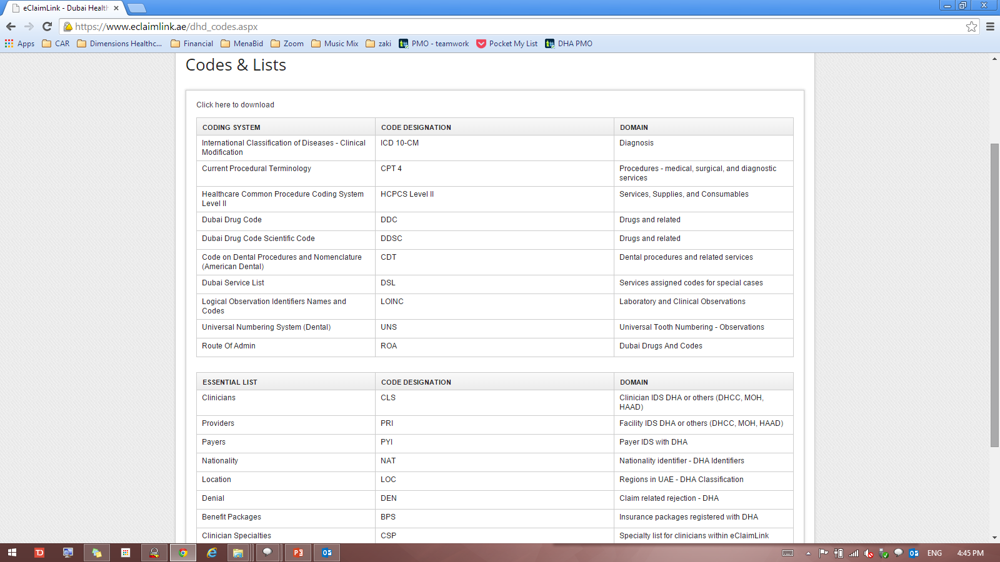 eClaimLink - Dubai Healt
https://www.eclaimlink.ae/dhd_codes.aspx
Apps CAR Dimensions Healthc... Financial MenaBid Zoom Music Mix zaki PMO - teamwork Pocket My List DHA PMO
Codes & Lists
Click here to download
CODING SYSTEM CODE DESIGNATION DOMAIN
International Classification of Diseases - Clinical ICD 10-CM Diagnosis
Modification
Current Procedural Terminology CPT 4 Procedures - medical, surgical, and diagnostic
services
Healthcare Common Procedure Coding System HCPCS Level II Services, Supplies, and Consumables
Level II
Dubai Drug Code DDC Drugs and related
Dubai Drug Code Scientific Code DDSC Drugs and related
Code on Dental Procedures and Nomenclature CDT Dental procedures and related services
(American Dental)
Dubai Service List DSL Services assigned codes for special cases
Logical Observation Identifiers Names and LOINC Laboratory and Clinical Observations
Codes
Universal Numbering System (Dental) UNS Universal Tooth Numbering - Observations
Route Of Admin ROA Dubai Drugs And Codes
ESSENTIAL LIST CODE DESIGNATION DOMAIN
Clinicians CLS Clinician IDS DHA or others (DHCC, MOH,
HAAD)
Providers PRI Facility IDS DHA or others (DHCC, MOH, HAAD)
Payers PYI Payer IDS with DHA
Nationality NAT Nationality identifier - DHA Identifiers
Location LOC Regions in UAE - DHA Classification
Denial DEN Claim related rejection - DHA
Benefit Packages BPS Insurance packages registered with DHA
Clinician Specialties CSP Specialty list for clinicians within eClaimLink
ENG 4:45 PM